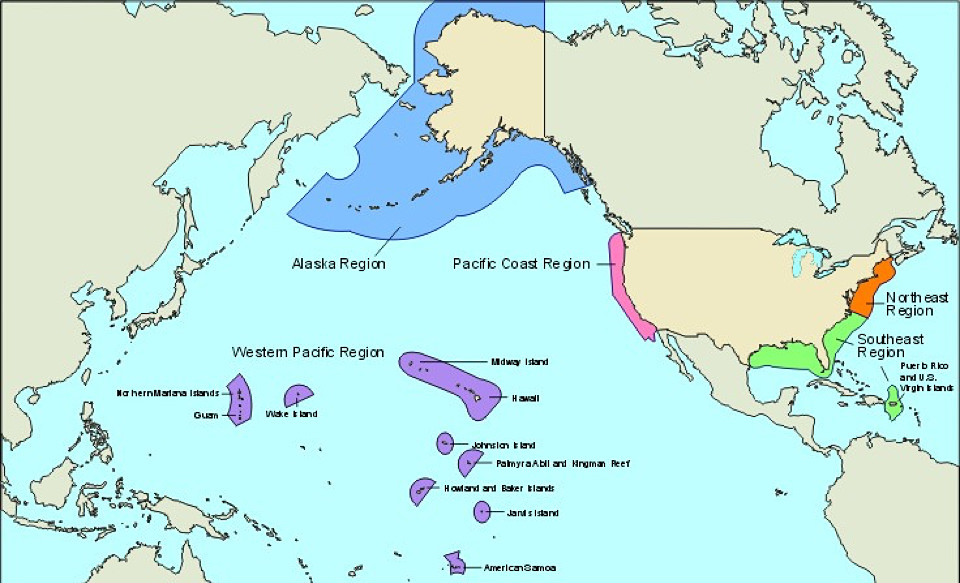 Alaska Region
Pacific Coast Region
Northeast
Region
Southeast
Region
Western Pacific Region
Midway Island
Puerto Rico
and U.S.
Virgin Islands
Northern Mariana Islands
Hawaii
Guam
Wake Island
Johnston Island
Palmyra Atoll and Kingman Reef
Howland and Baker Islands
Jarvis Island
American Samoa